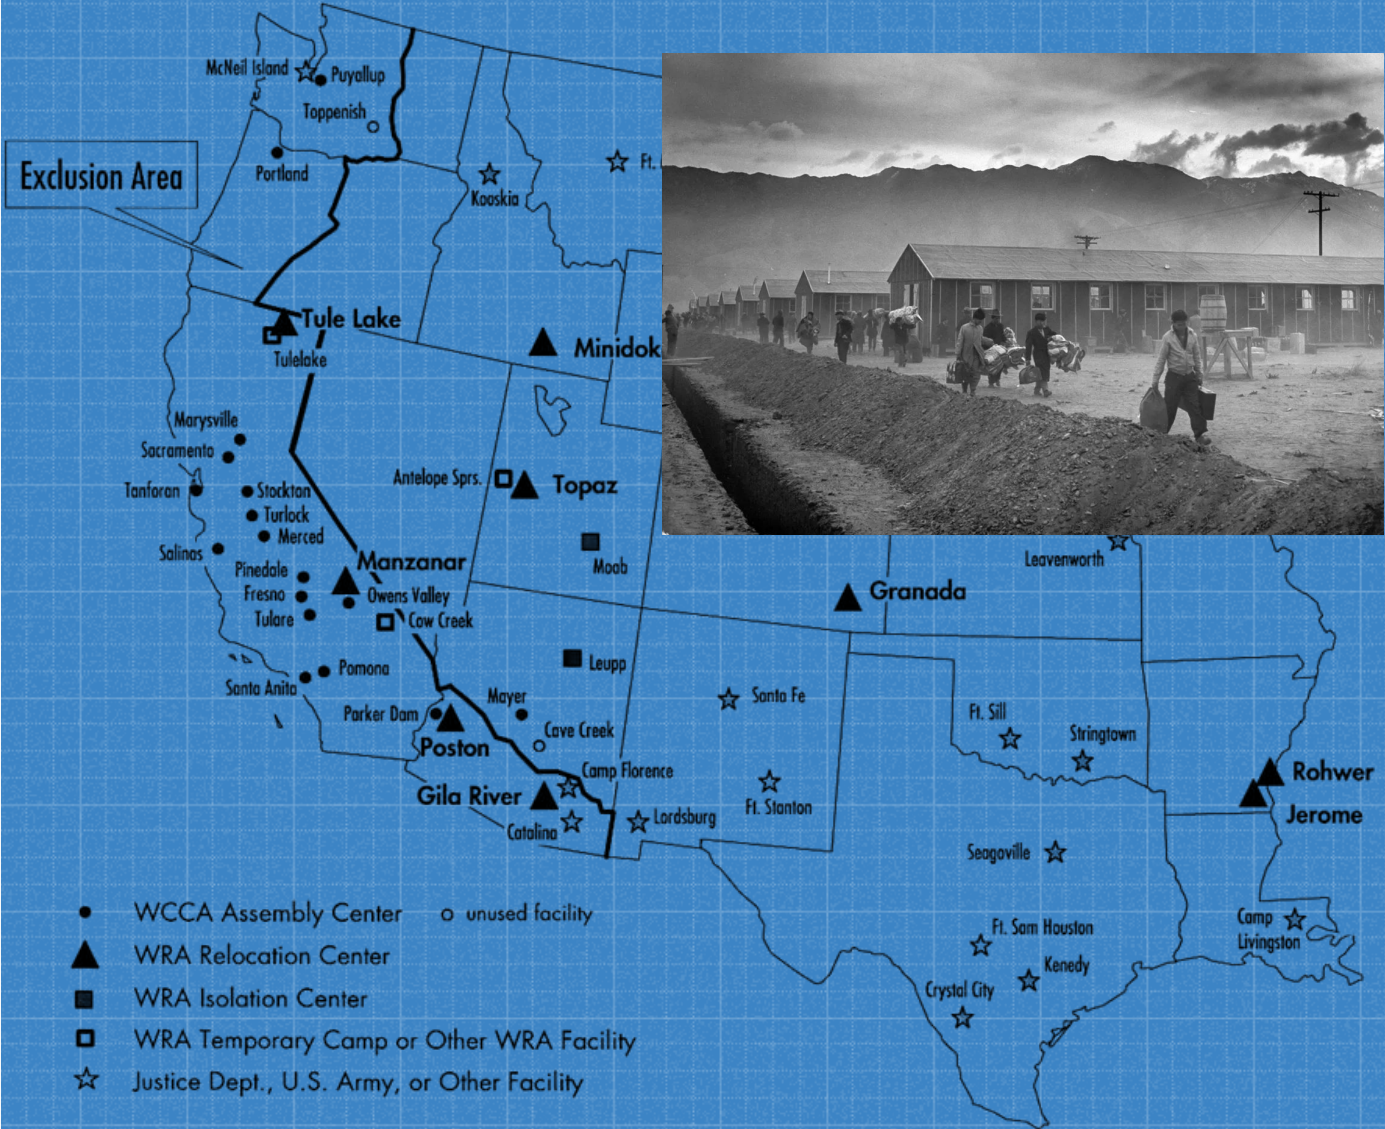 McNeil Island
Puyallup
Toppenish
Exclusion Area
Portland
Kooskia
Ft.
Tule Lake
Tulelake
Minidok
Marysville
Sacramento
Tanforan
Stockton
Turlock
Merced
Salinas
Antelope Sprs.
Topaz
Moab
Leavenworth
Manzanar
Pinedale
Fresno
Owens Valley
Tulare
Cow Creek
Granada
Leupp
Pomona
Santa Anita
Mayer
Parker Dam
Cave Creek
Poston
Camp Florence
Gila River
Catalina
Lordsburg
Santa Fe
Ft. Stanton
Ft. Sill
Stringtown
Rohwer
Jerome
Seagoville
Ft. Sam Houston
Kenedy
Crystal City
Camp
Livingston
WCCA Assembly Center
unused facility
WRA Relocation Center
WRA Isolation Center
WRA Temporary Camp or Other WRA Facility
Justice Dept., U.S. Army, or Other Facility